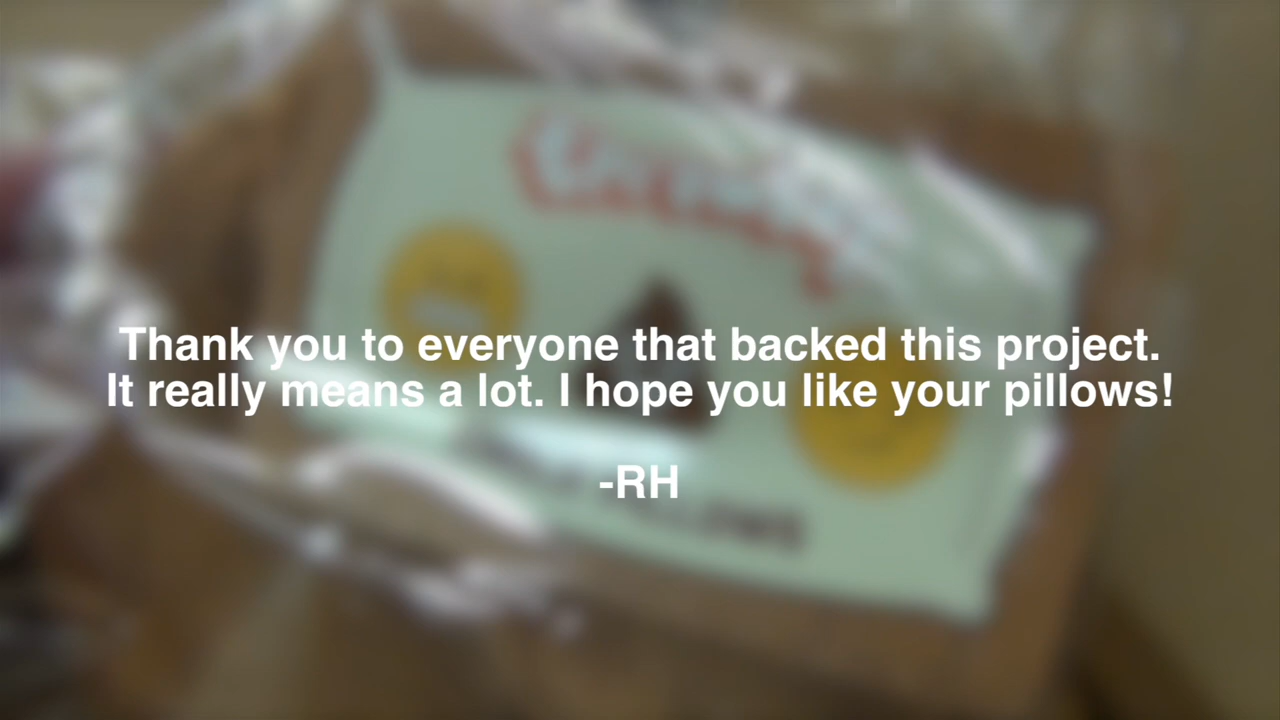 Thank you to everyone that backed this project.
It really means a lot. I hope you like your pillows!
-RH